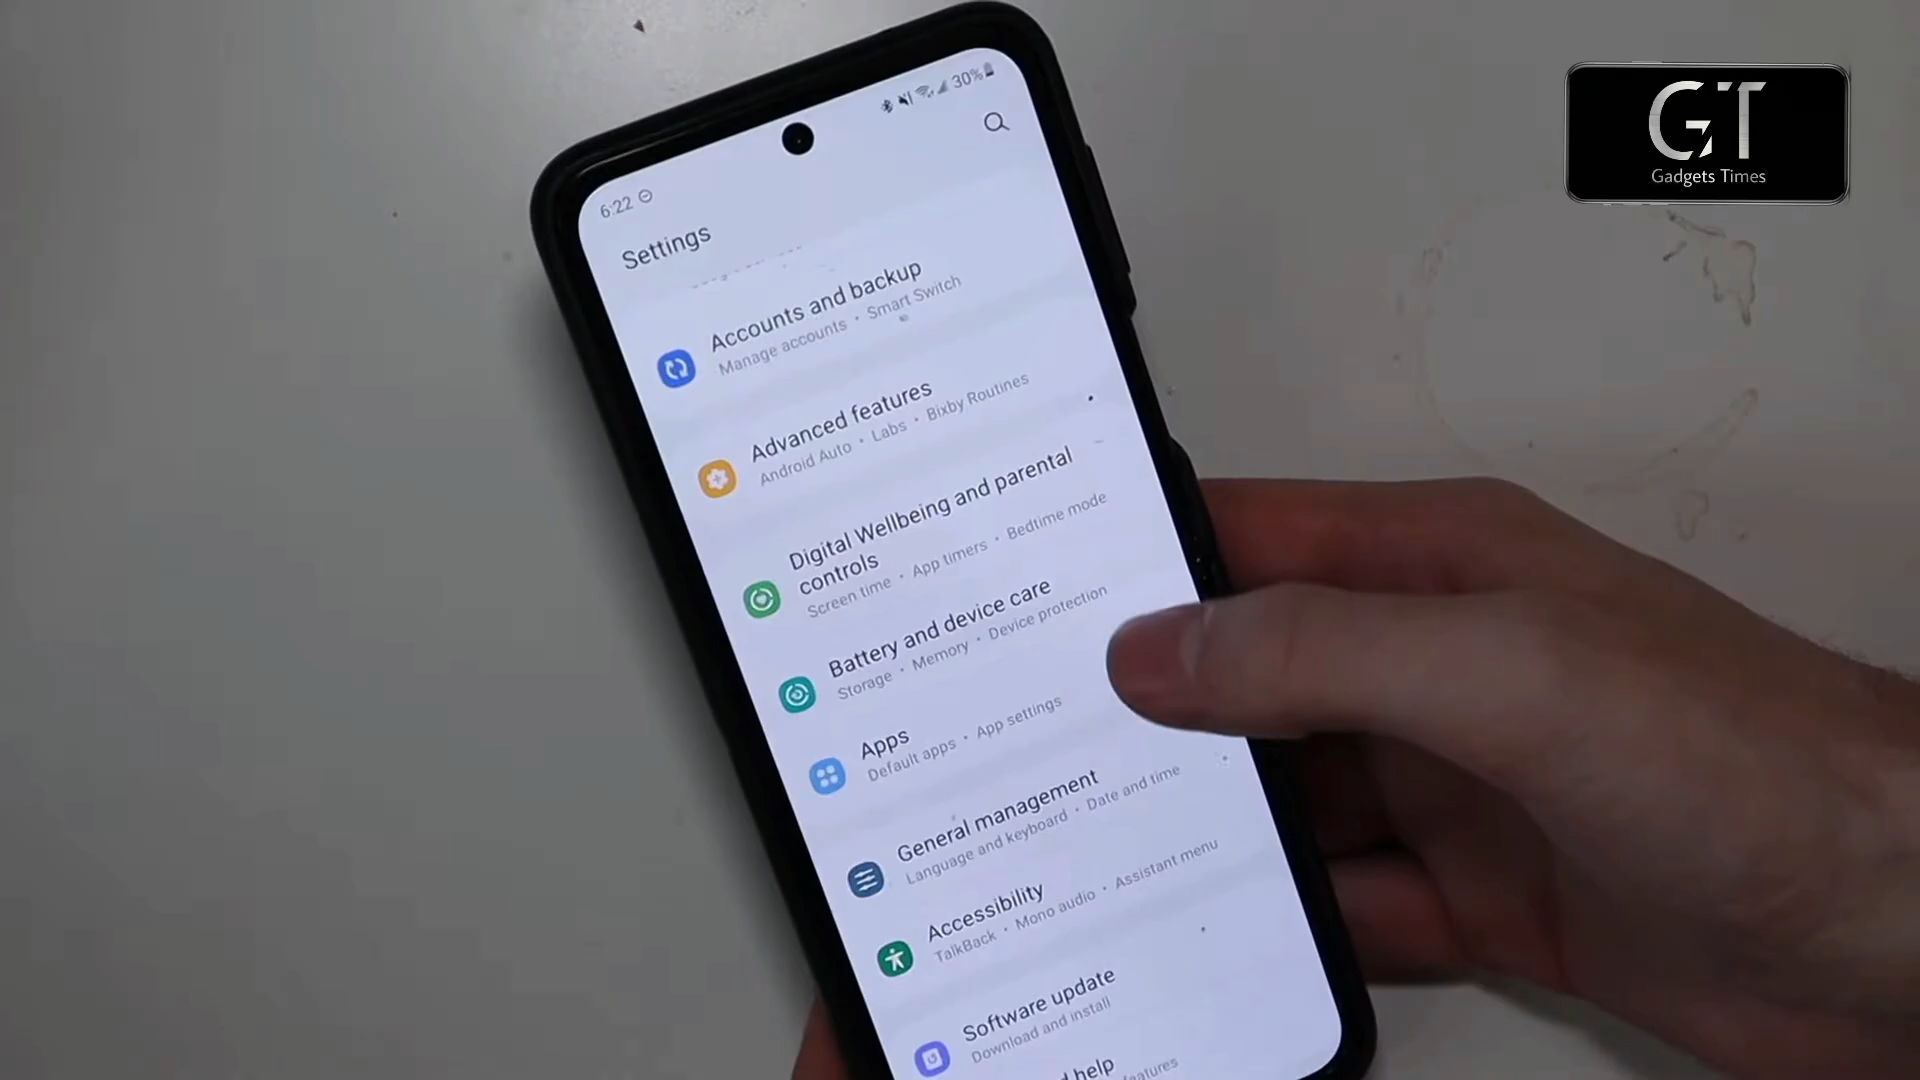 30%
6:22
Settings
Accounts and backup
Manage accounts • Smart Switch
Advanced features
Android Auto • Labs • Bixby Routines
Digital Wellbeing and parental
controls
Screen time • App timers • Bedtime mode
Battery and device care
Storage • Memory • Device protection
Apps
Default apps • App settings
General management
Language and keyboard • Date and time
Accessibility
TalkBack • Mono audio • Assistant menu
Software update
Download and install
help
GT
Gadgets Times